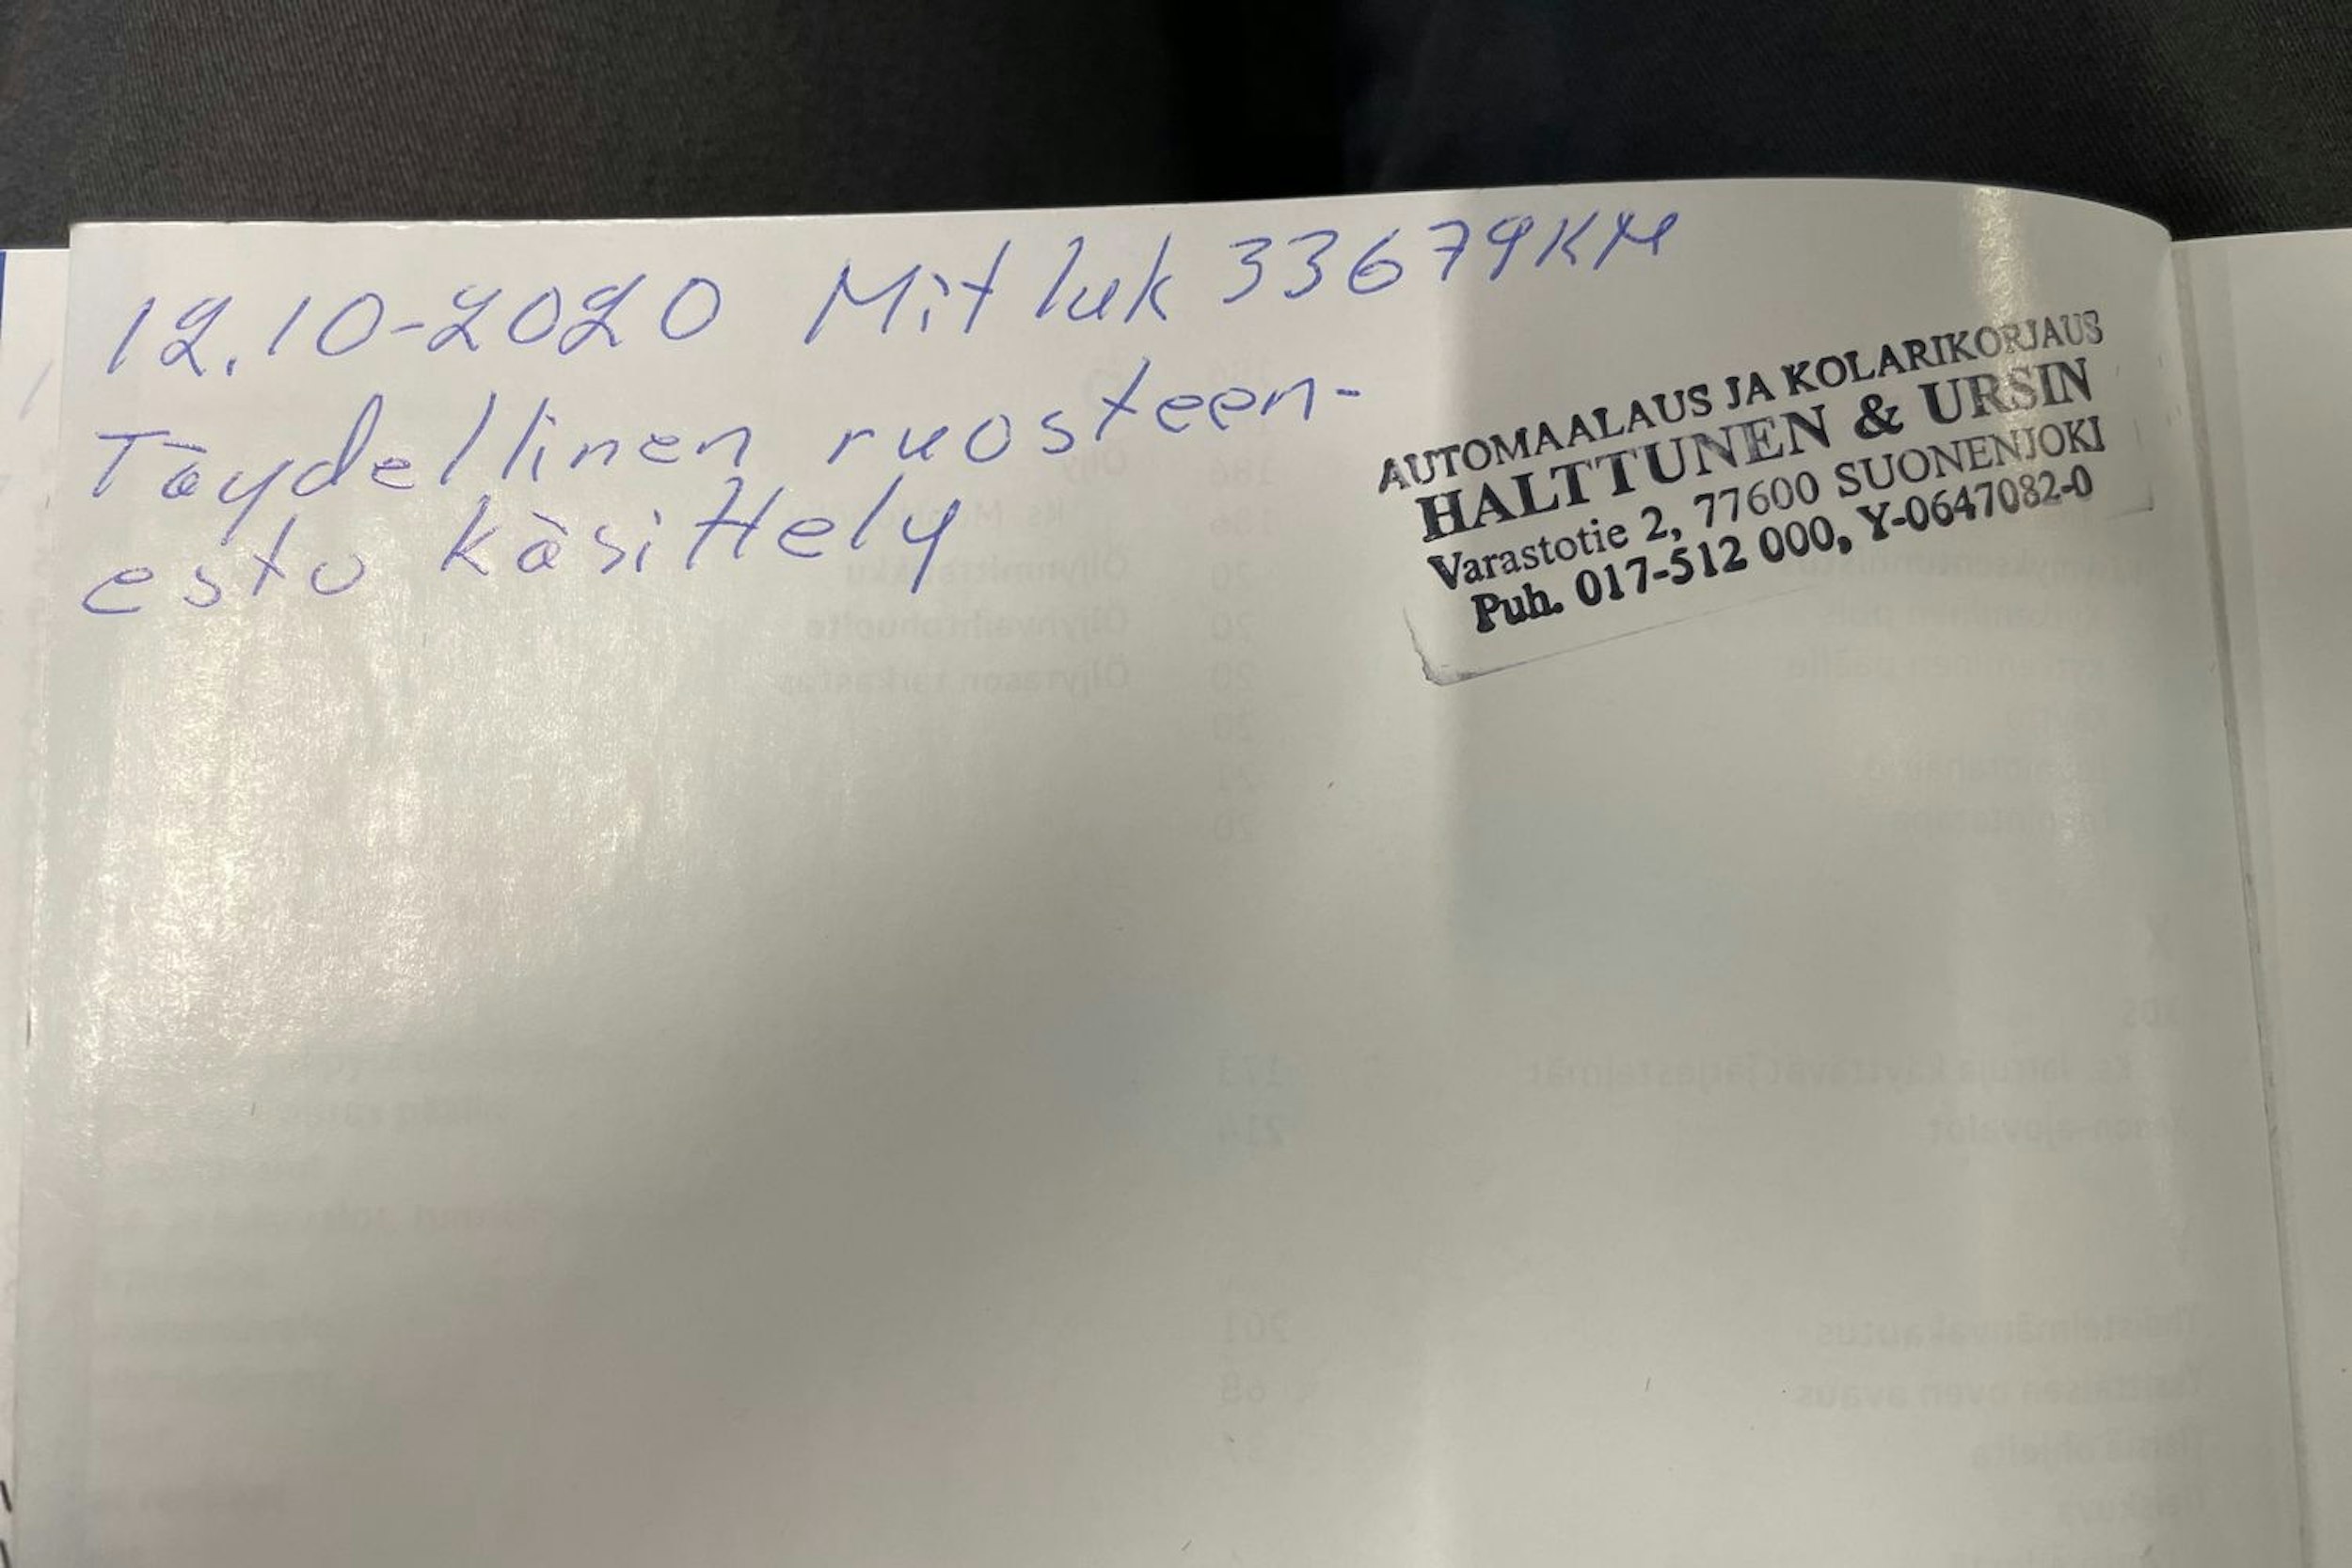 12.10-2020 Mit luk 33679KM
Täydellinen ruosteen-
esto käsittely
AUTOMAALAUS JA KOLARIKORJAUS
HALTTUNEN & URSIN
Varastotie 2, 77600 SUONENJOKI
Puh. 017-512 000, Y-0647082-0